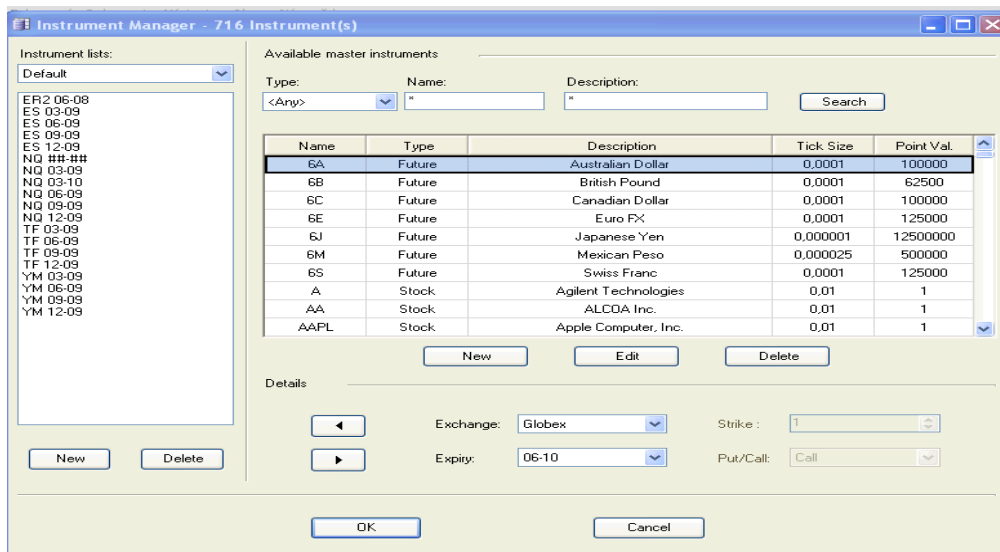 Instrument Manager - 716 Instrument(s)
Instrument lists:
Default
ER2 06-08
ES 03-09
ES 06-09
ES 09-09
ES 12-09
NQ ##-##
NQ 03-09
NQ 03-10
NQ 06-09
NQ 09-09
NQ 12-09
TF 03-09
TF 06-09
TF 09-09
TF 12-09
YM 03-09
YM 06-09
YM 09-09
YM 12-09
New Delete
Available master instruments
Type: Name: Description:
<Any> * * Search
Name Type Description Tick Size Point Val.
6A Future Australian Dollar 0,0001 100000
6B Future British Pound 0,0001 62500
6C Future Canadian Dollar 0,0001 100000
6E Future Euro FX 0,0001 125000
6J Future Japanese Yen 0,000001 12500000
6M Future Mexican Peso 0,000025 500000
6S Future Swiss Franc 0,0001 125000
A Stock Agilent Technologies 0,01 1
AA Stock ALCOA Inc. 0,01 1
AAPL Stock Apple Computer, Inc. 0,01 1
New Edit Delete
Details
Exchange: Globex Strike : 1
Expiry: 06-10 Put/Call: Call
OK Cancel